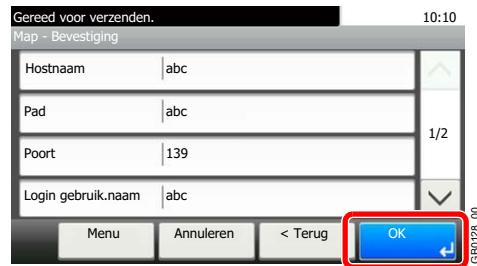 Gereed voor verzenden. 10:10
Map - Bevestiging
Hostnaam abc
Pad abc
1/2
Poort 139
Login gebruik.naam abc
Menu Annuleren < Terug OK
GB0128_00